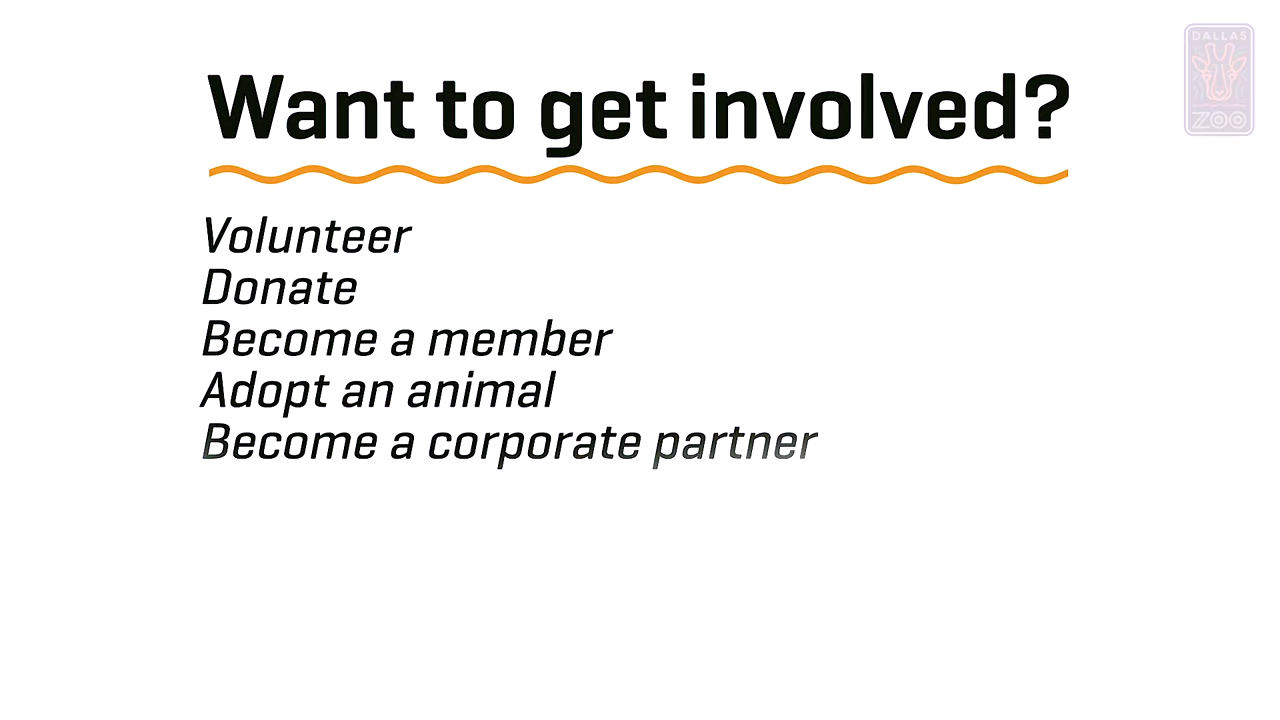 DALLAS
ZOO
Want to get involved?
Volunteer
Donate
Become a member
Adopt an animal
Become a corporate partner